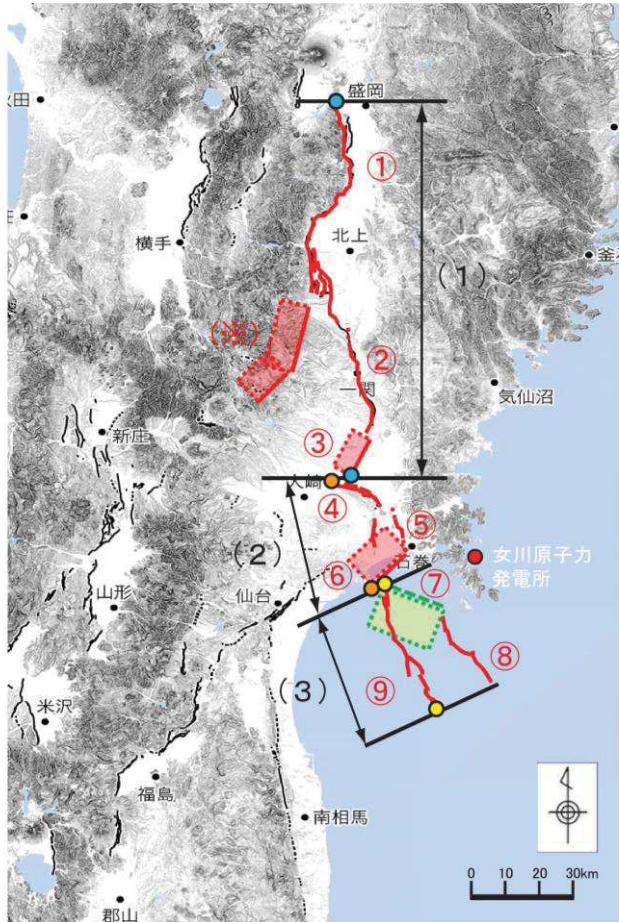 盛岡
①
横手
北上
(1)
(※)
②
一関
気仙沼
新庄
③
大崎
④
⑤
(2)
石巻
女川原子力
発電所
⑥
⑦
仙台
山形
⑧
(3)
⑨
米沢
福島
南相馬
0 10 20 30km
郡山